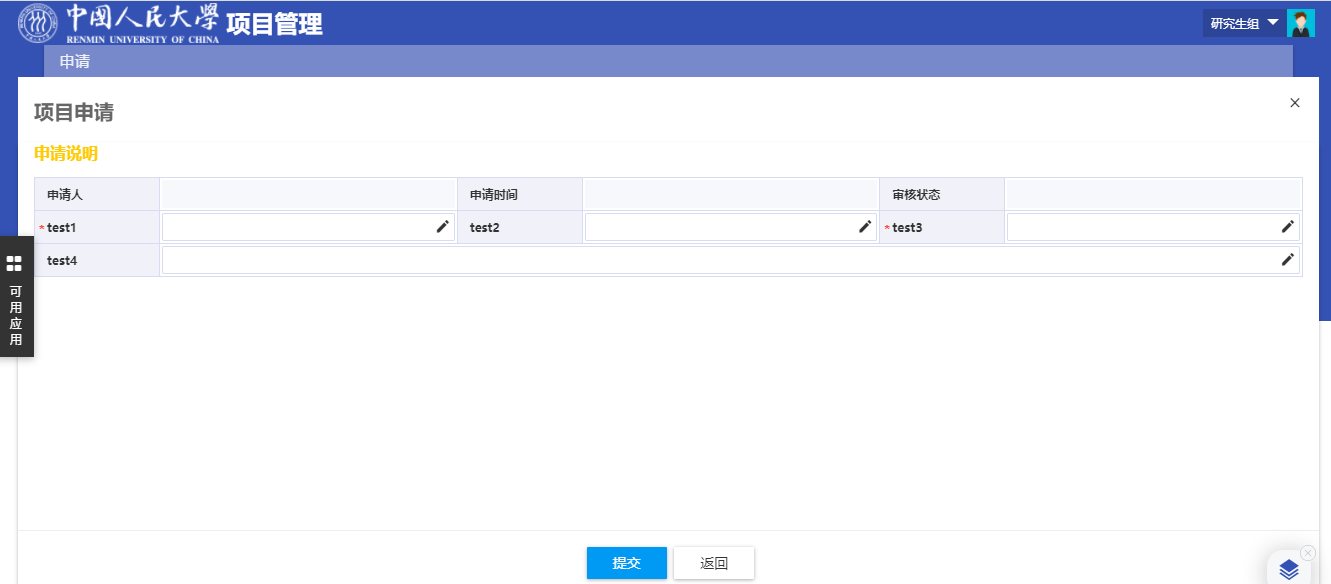 中国人民大学 项目管理
RENMIN UNIVERSITY OF CHINA
研究生组
申请
项目申请
申请说明
申请人 申请时间 审核状态
* test1 test2 * test3
test4
可用应用
提交 返回